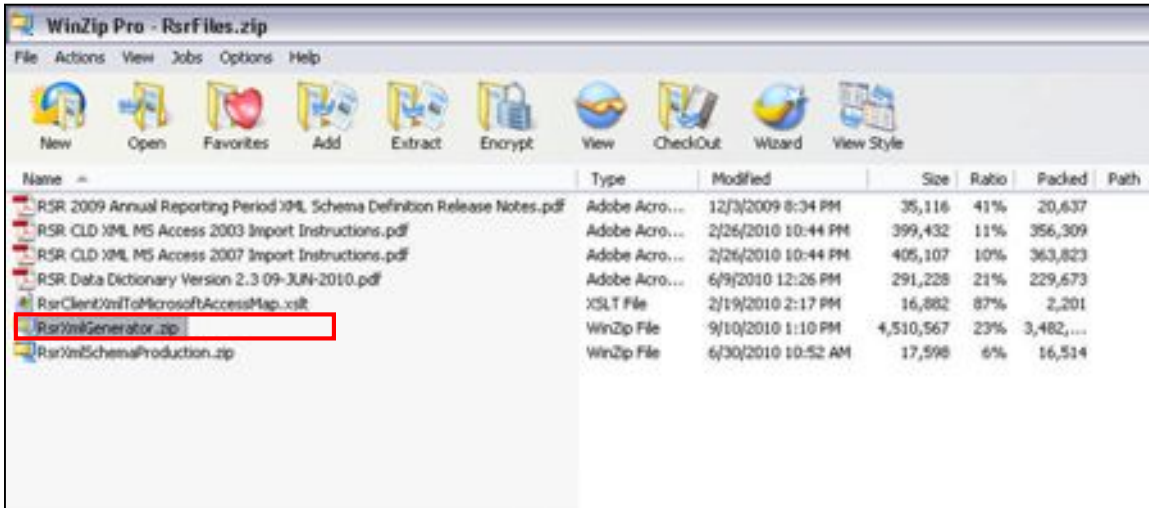 WinZip Pro - RsrFiles.zip
File Actions View Jobs Options Help
New Open Favorites Add Extract Encrypt View CheckOut Wizard View Style
Name Type Modified Size Ratio Packed Path
RSR 2009 Annual Reporting Period XML Schema Definition Release Notes.pdf Adobe Acro... 12/3/2009 8:34 PM 35,116 41% 20,637
RSR CLD XML MS Access 2003 Import Instructions.pdf Adobe Acro... 2/26/2010 10:44 PM 399,432 11% 356,309
RSR CLD XML MS Access 2007 Import Instructions.pdf Adobe Acro... 2/26/2010 10:44 PM 405,107 10% 363,823
RSR Data Dictionary Version 2.3 09-JUN-2010.pdf Adobe Acro... 6/9/2010 12:26 PM 291,228 21% 229,673
RsrClientXmlToMicrosoftAccessMap.xslt XSLT File 2/19/2010 2:17 PM 16,882 87% 2,201
RsrXmlGenerator.zip WinZip File 9/10/2010 1:10 PM 4,510,567 23% 3,482,...
RsrXmlSchemaProduction.zip WinZip File 6/30/2010 10:52 AM 17,598 6% 16,514